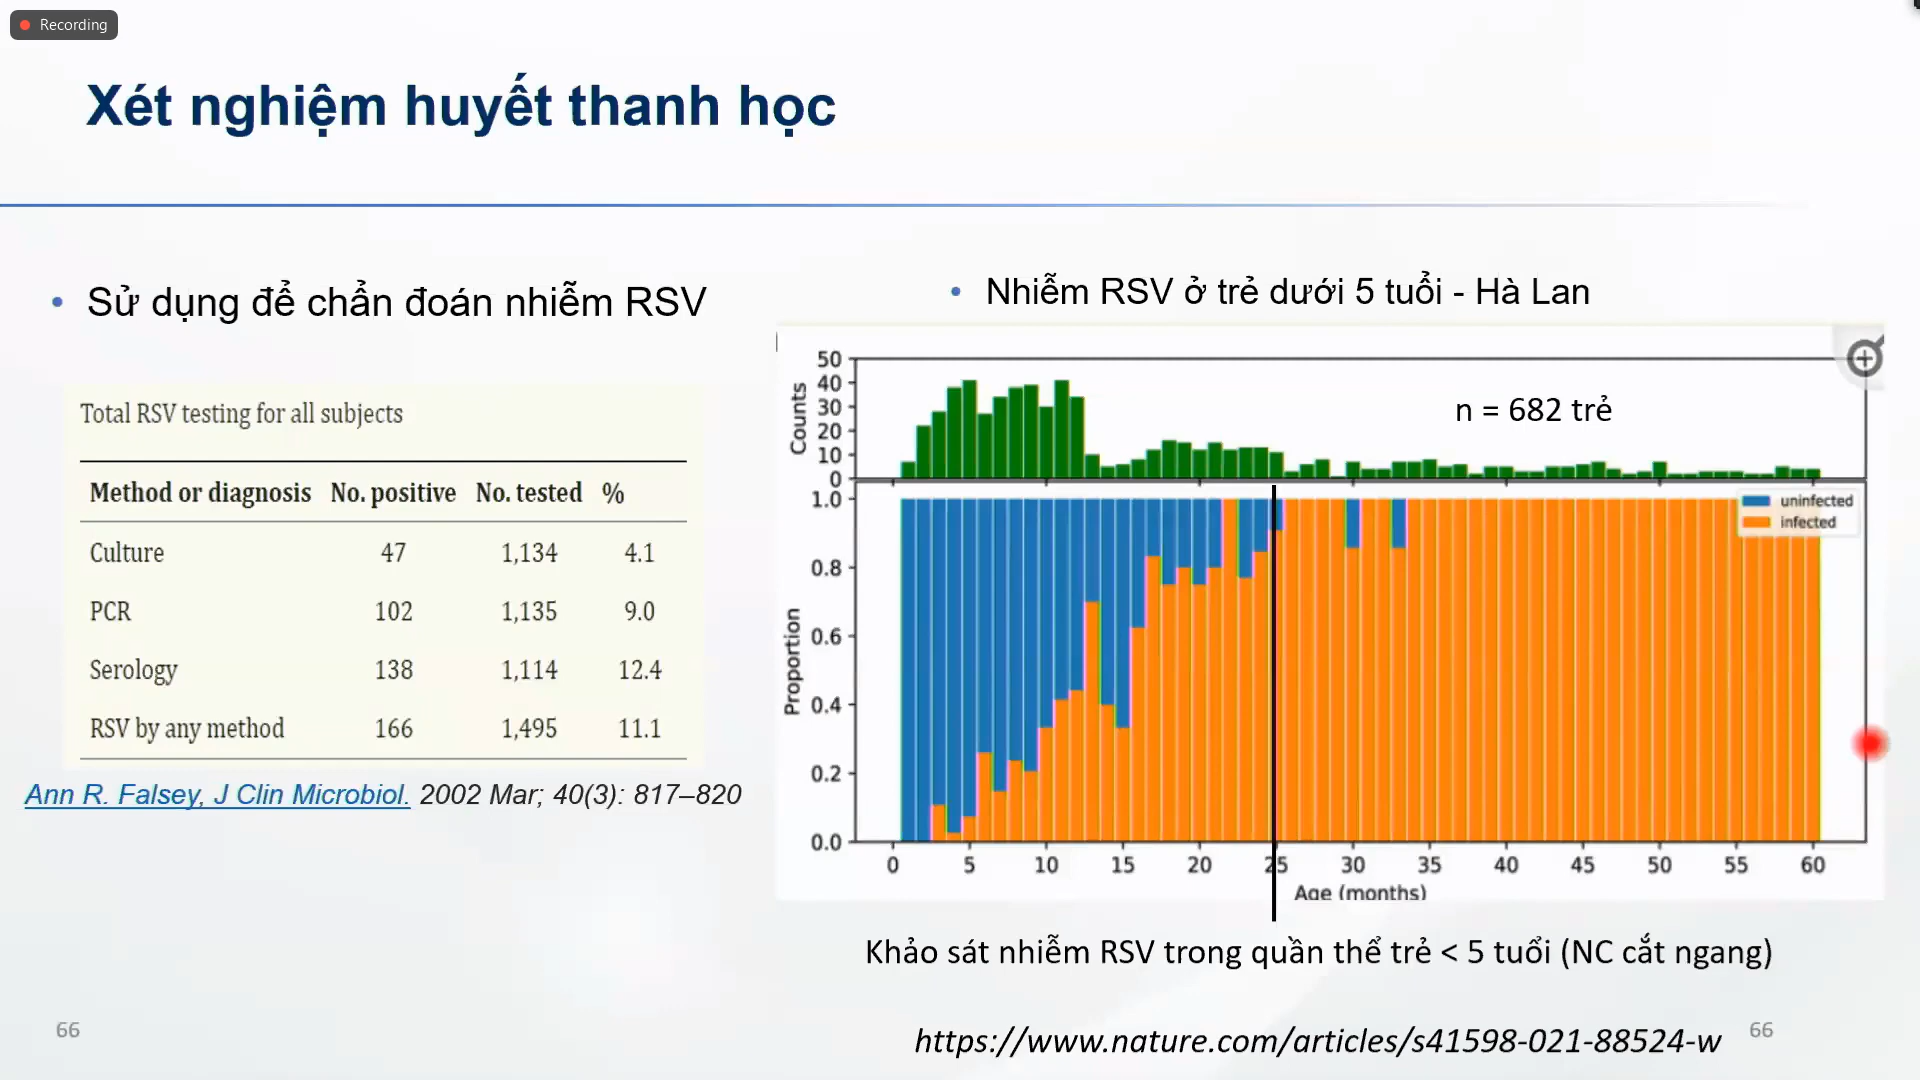 Recording
Xét nghiệm huyết thanh học
• Sử dụng để chẩn đoán nhiễm RSV
Total RSV testing for all subjects
Method or diagnosis No. positive No. tested %
Culture 47 1,134 4.1
PCR 102 1,135 9.0
Serology 138 1,114 12.4
RSV by any method 166 1,495 11.1
Ann R. Falsey, J Clin Microbiol. 2002 Mar; 40(3): 817–820
• Nhiễm RSV ở trẻ dưới 5 tuổi - Hà Lan
50
40
30
20
10
0
Counts
n = 682 trẻ
1.0
0.8
0.6
0.4
0.2
0.0
Proportion
uninfected
infected
0 5 10 15 20 25 30 35 40 45 50 55 60
Age (months)
Khảo sát nhiễm RSV trong quần thể trẻ < 5 tuổi (NC cắt ngang)
https://www.nature.com/articles/s41598-021-88524-w
66
66